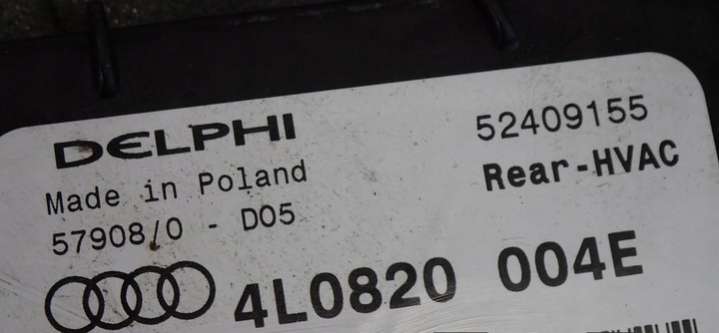 DELPHI 52409155
Made in Poland Rear-HVAC
57908/0 - D05
4L0820 004E